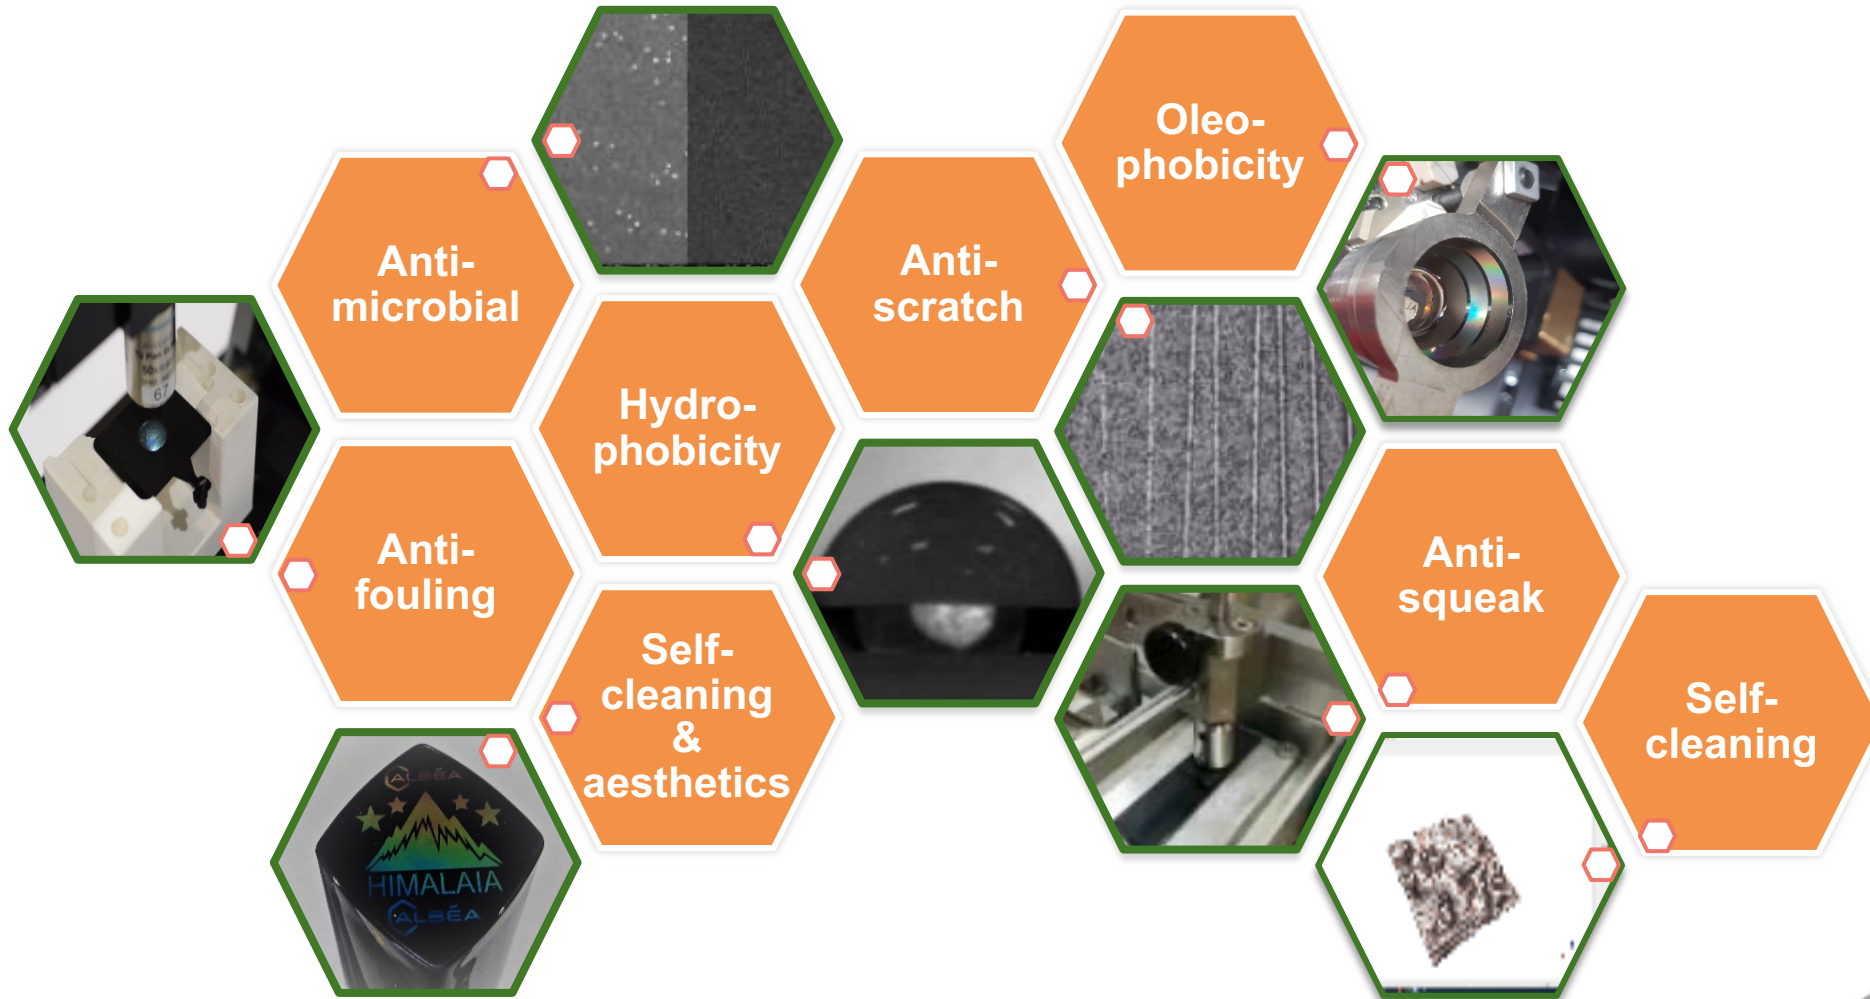 Oleo-
phobicity
Anti-
microbial
Anti-
scratch
Hydro-
phobicity
67
Anti-
fouling
Anti-
squeak
Self-
cleaning
&
aesthetics
Self-
cleaning
ALBÉA
HIMALAIA
ALBÉA